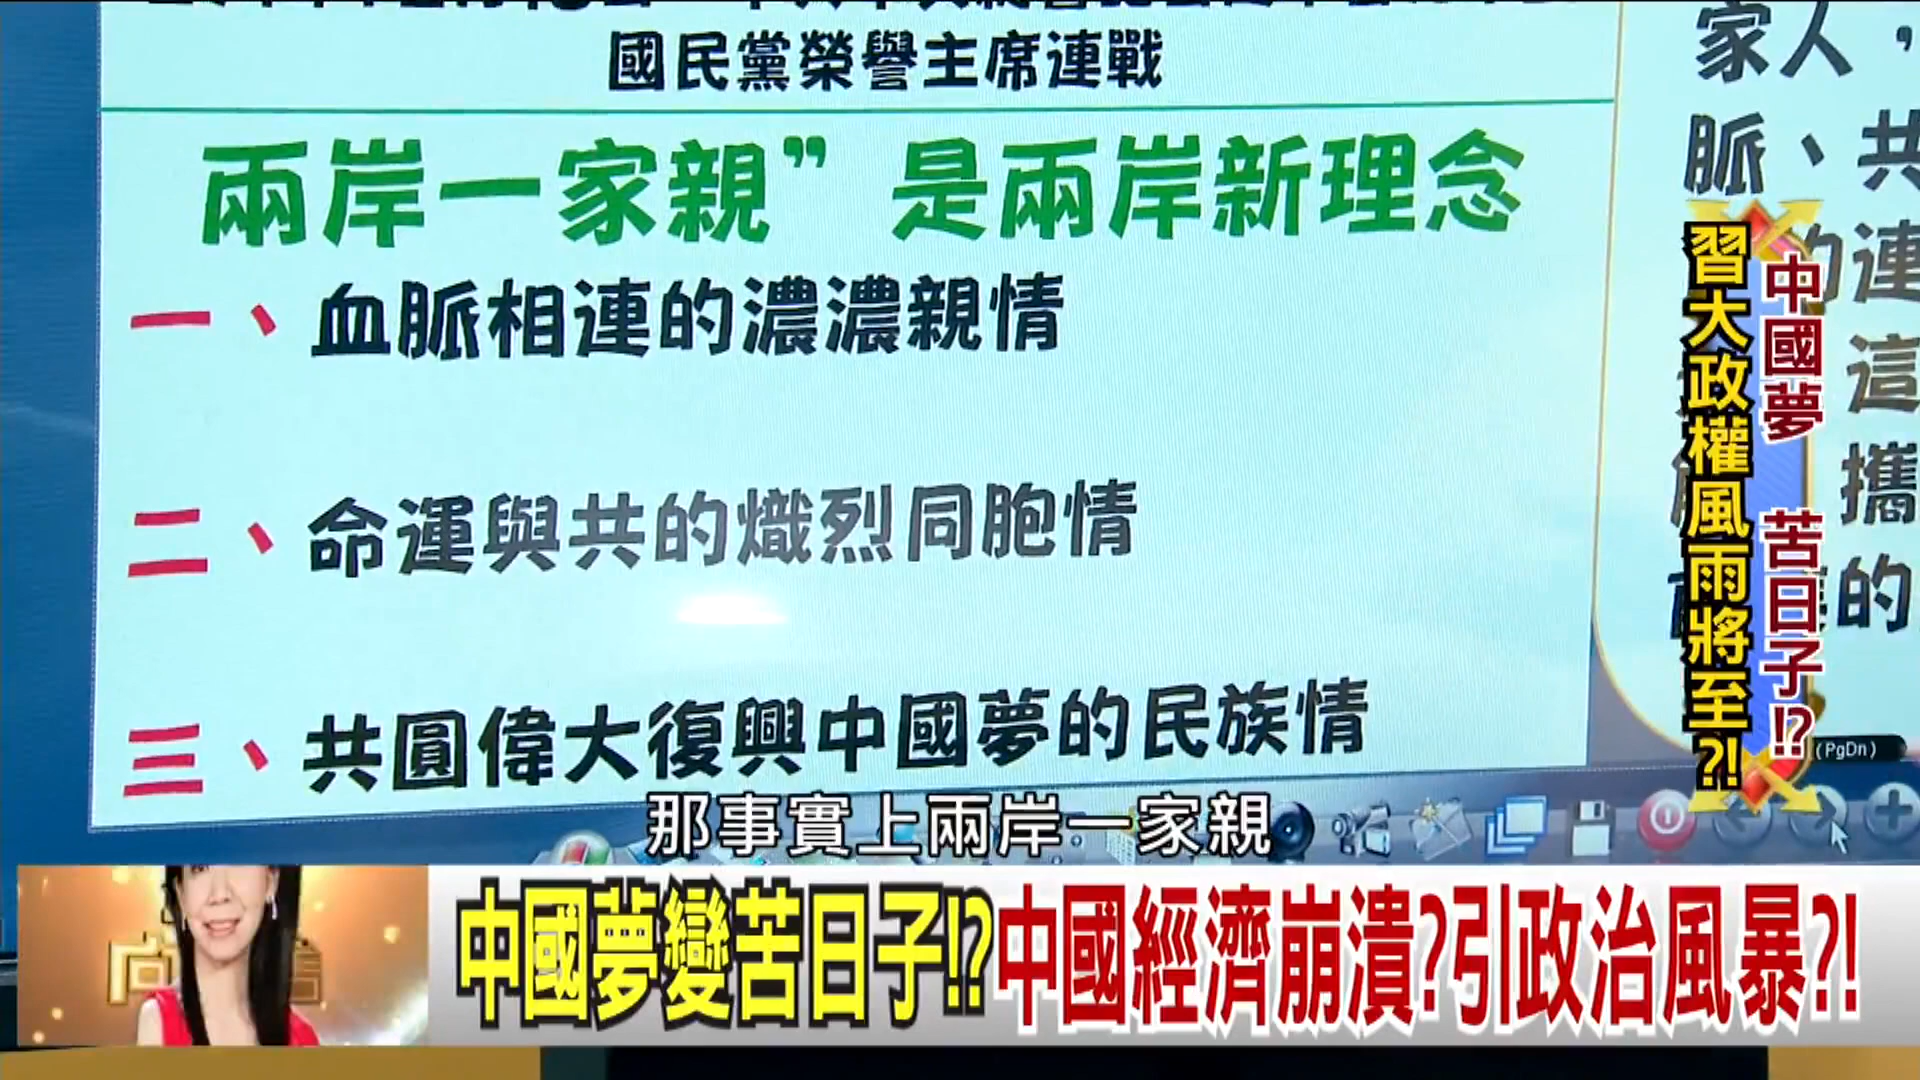 國民黨榮譽主席連戰
兩岸一家親”是兩岸新理念
一、血脈相連的濃濃親情
二、命運與共的熾烈同胞情
三、共圓偉大復興中國夢的民族情
家人，
脈、共
連
這
攜
的
(PgDn)
中國夢 苦日子!?
習大政權風雨將至?!
那事實上兩岸一家親
中國夢變苦日子!?中國經濟崩潰?引政治風暴?!